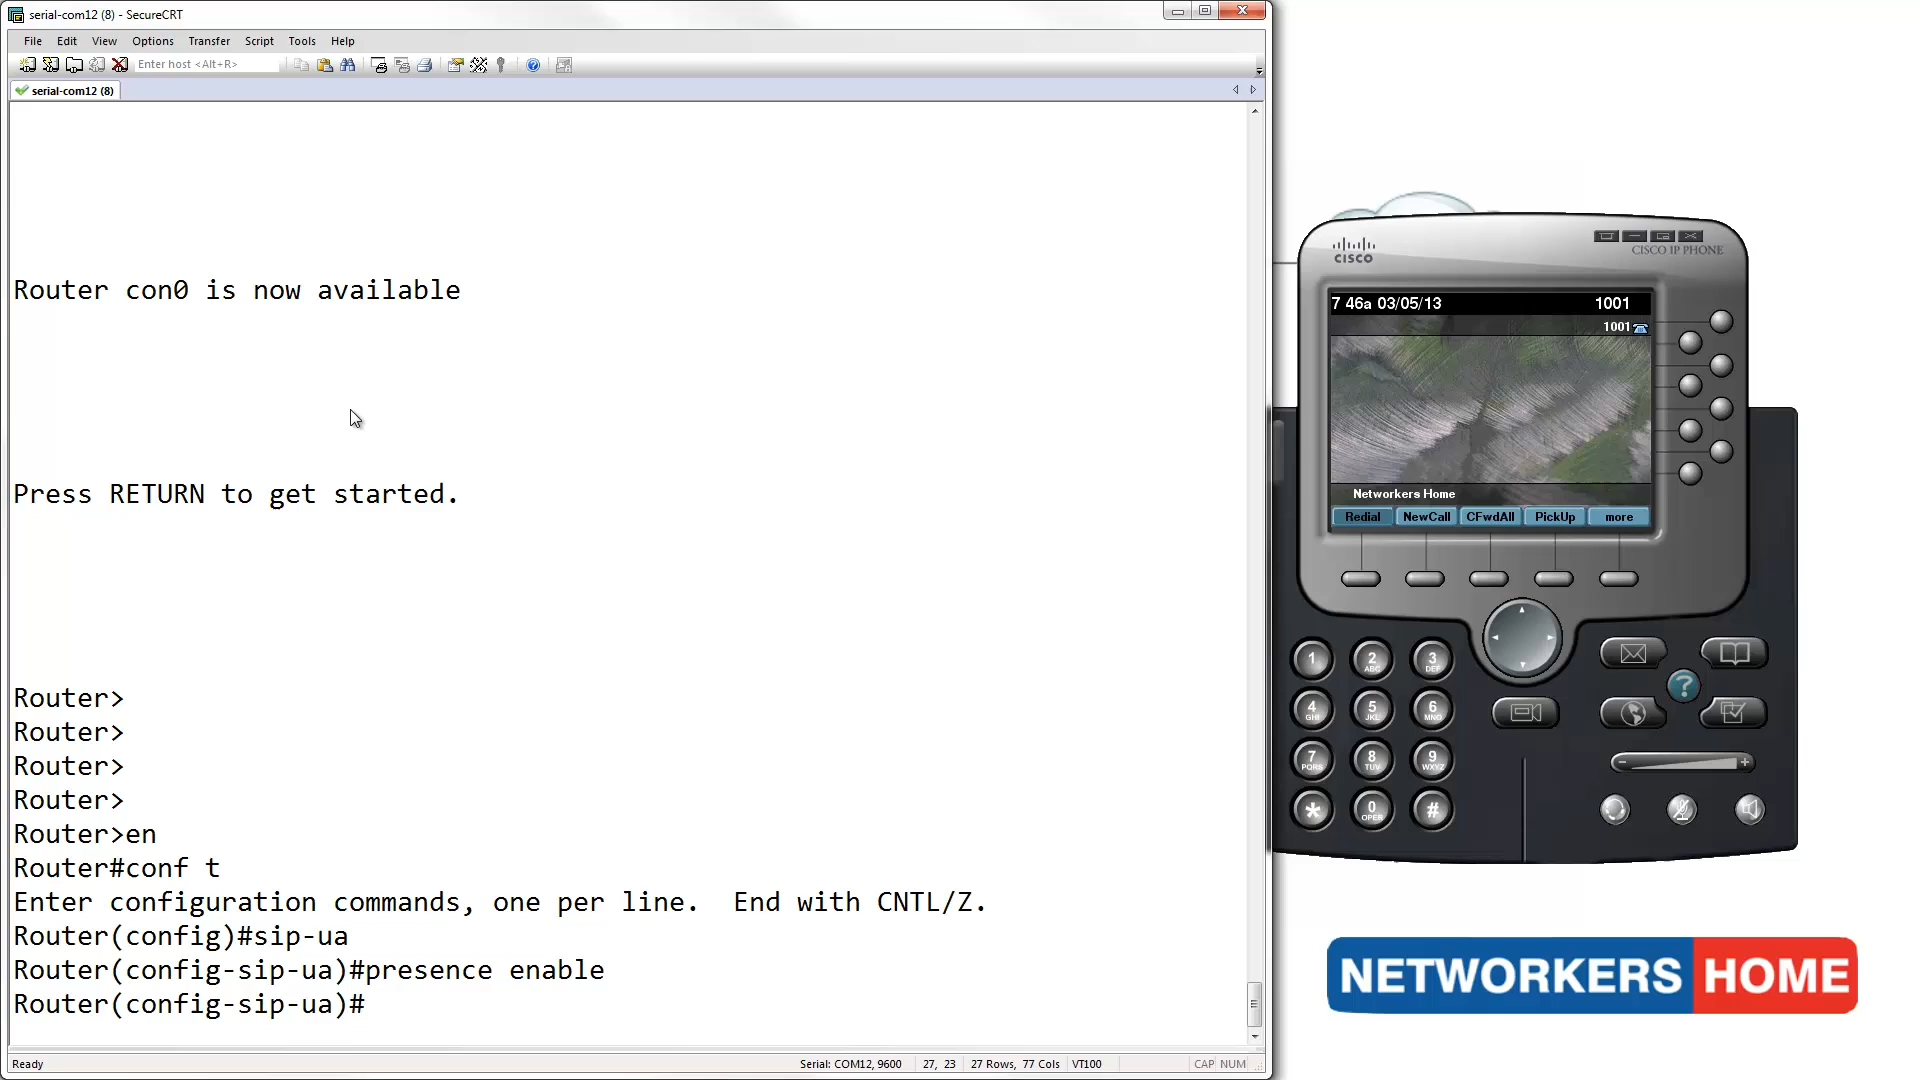 serial-com12 (8) - SecureCRT
File Edit View Options Transfer Script Tools Help
Enter host <Alt+R>
serial-com12 (8)
Router con0 is now available
Press RETURN to get started.
Router>
Router>
Router>
Router>
Router>en
Router#conf t
Enter configuration commands, one per line.  End with CNTL/Z.
Router(config)#sip-ua
Router(config-sip-ua)#presence enable
Router(config-sip-ua)#
Ready Serial: COM12, 9600 27, 23 27 Rows, 77 Cols VT100 CAP NUM
CISCO
CISCO IP PHONE
7 46a 03/05/13 1001
1001
Networkers Home
Redial NewCall CFwdAll PickUp more
1 2 ABC 3 DEF
4 GHI 5 JKL 6 MNO
7 PQRS 8 TUV 9 WXYZ
* 0 OPER #
?
- +
NETWORKERS HOME